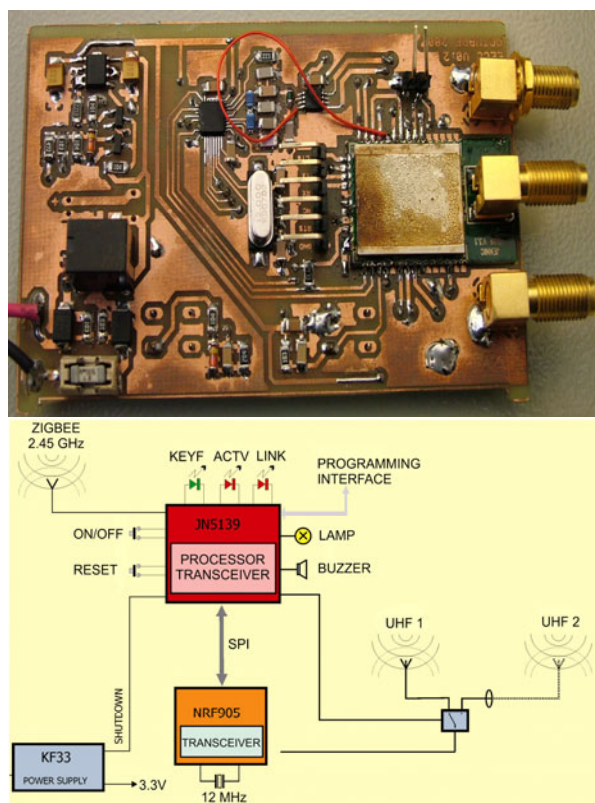 ZIGBEE
2.45 GHz
KEYF
ACTV
LINK
PROGRAMMING
INTERFACE
JN5139
ON/OFF
PROCESSOR
TRANSCEIVER
LAMP
RESET
BUZZER
UHF 1
UHF 2
SPI
SHUTDOWN
NRF905
TRANSCEIVER
KF33
POWER SUPPLY
3.3V
12 MHz